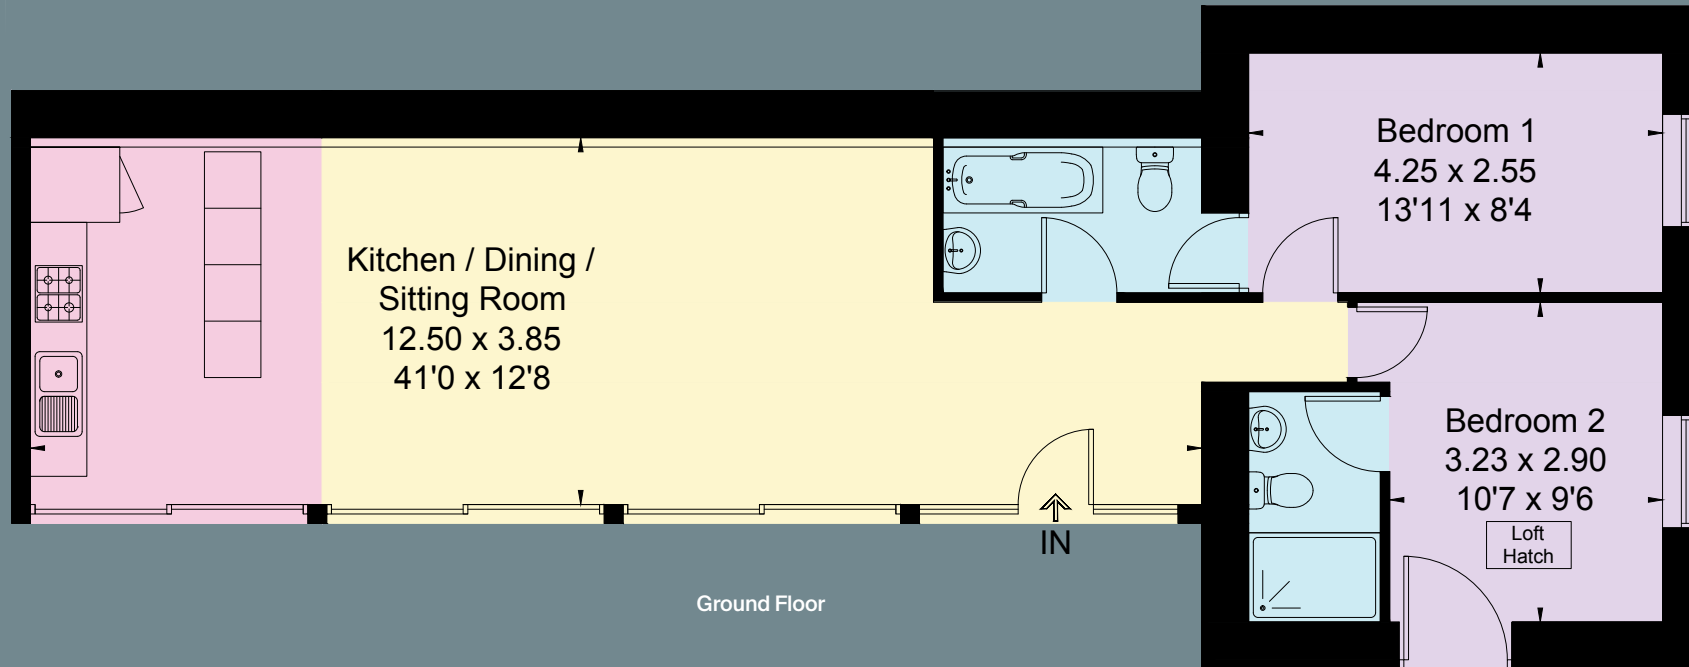 Kitchen / Dining /
Sitting Room
12.50 x 3.85
41'0 x 12'8
Bedroom 1
4.25 x 2.55
13'11 x 8'4
Bedroom 2
3.23 x 2.90
10'7 x 9'6
Loft
Hatch
IN
Ground Floor